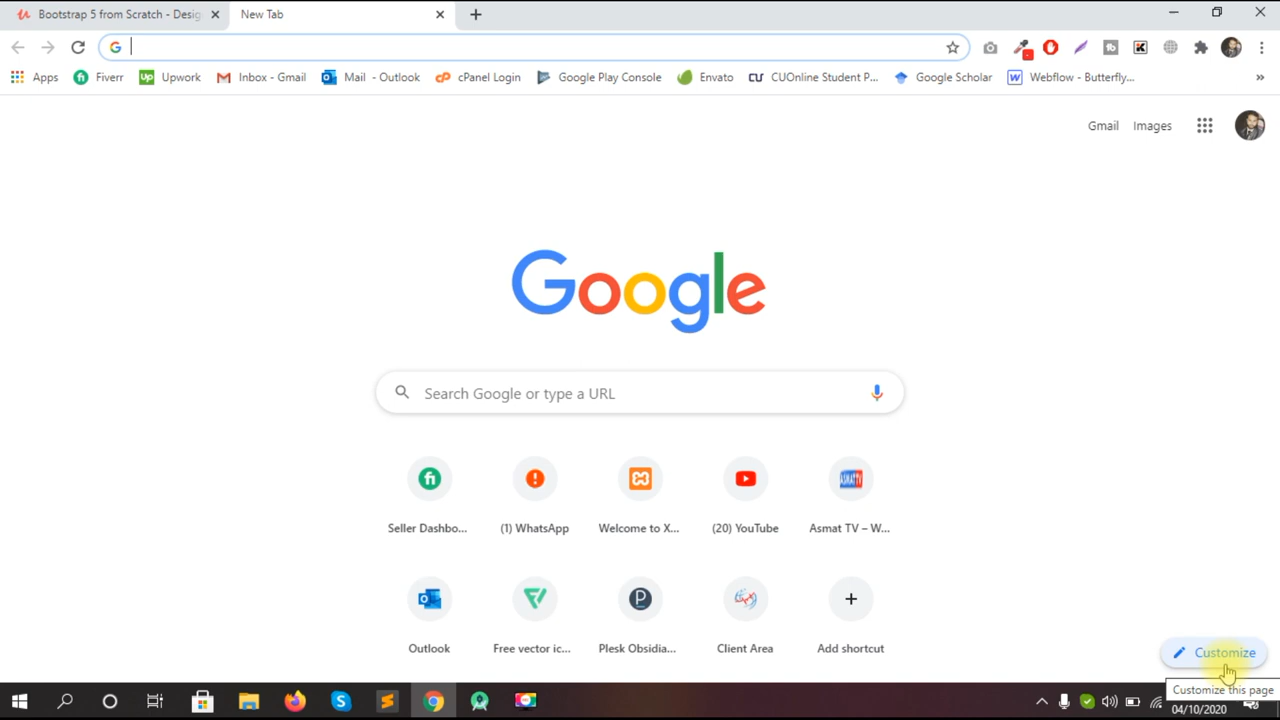 Bootstrap 5 from Scratch - Desig
New Tab
Apps
Fiverr
Upwork
Inbox - Gmail
Mail - Outlook
cPanel Login
Google Play Console
Envato
CUOnline Student P...
Google Scholar
Webflow - Butterfly...
Gmail
Images
Google
Search Google or type a URL
Seller Dashbo...
(1) WhatsApp
Welcome to X...
(20) YouTube
Asmat TV – W...
Outlook
Free vector ic...
Plesk Obsidia...
Client Area
Add shortcut
Customize
Customize this page
04/10/2020